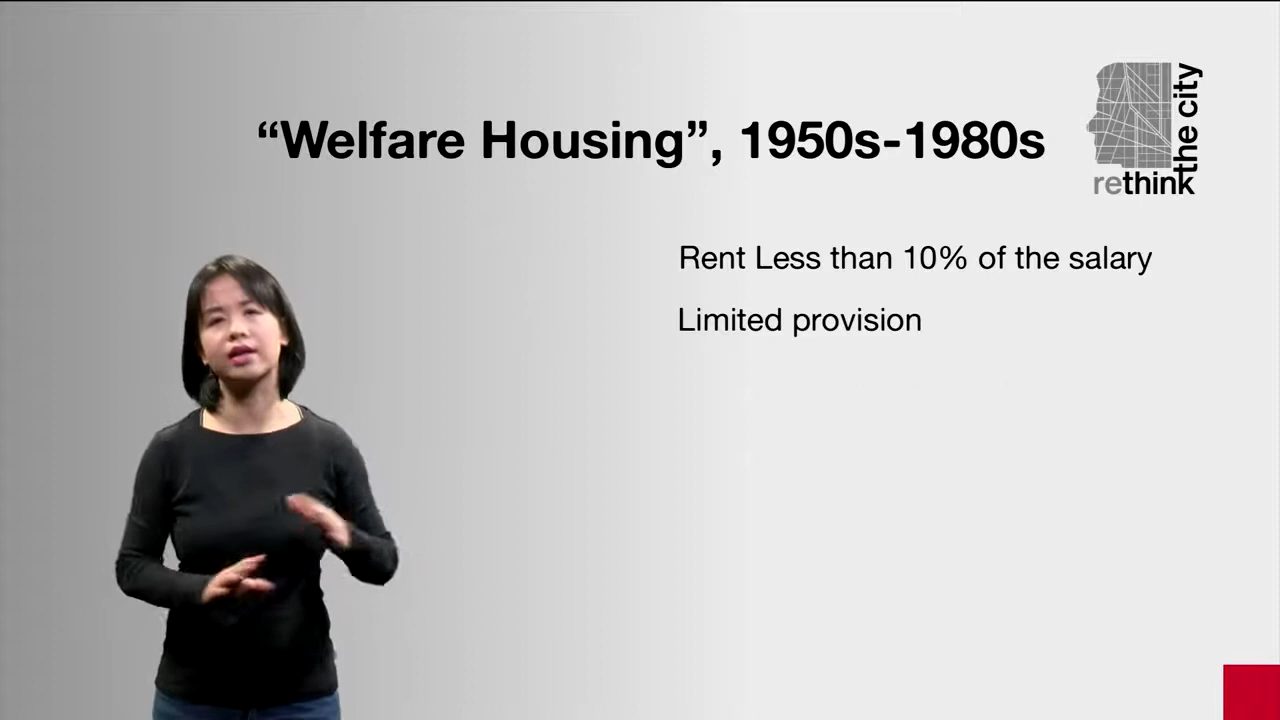 “Welfare Housing”, 1950s-1980s
rethink
the city
Rent Less than 10% of the salary
Limited provision